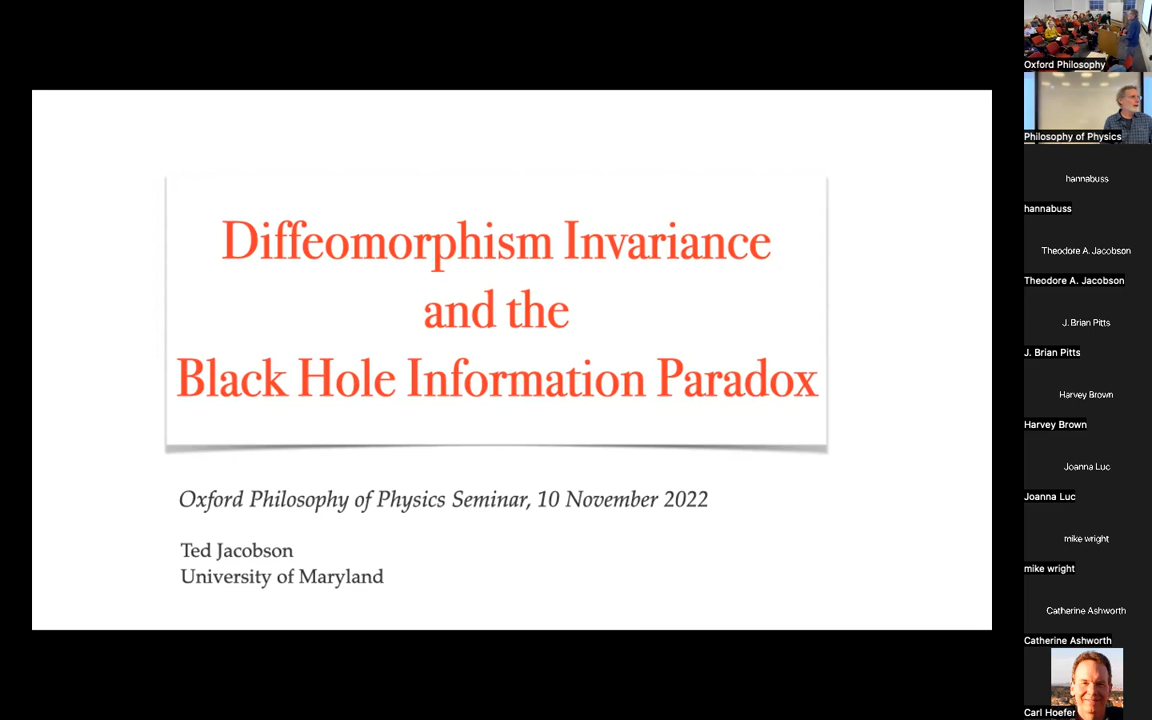 Diffeomorphism Invariance
and the
Black Hole Information Paradox
Oxford Philosophy of Physics Seminar, 10 November 2022
Ted Jacobson
University of Maryland
Oxford Philosophy
Philosophy of Physics
hannabuss
hannabuss
Theodore A. Jacobson
Theodore A. Jacobson
J. Brian Pitts
J. Brian Pitts
Harvey Brown
Harvey Brown
Joanna Luc
Joanna Luc
mike wright
mike wright
Catherine Ashworth
Catherine Ashworth
Carl Hoefer